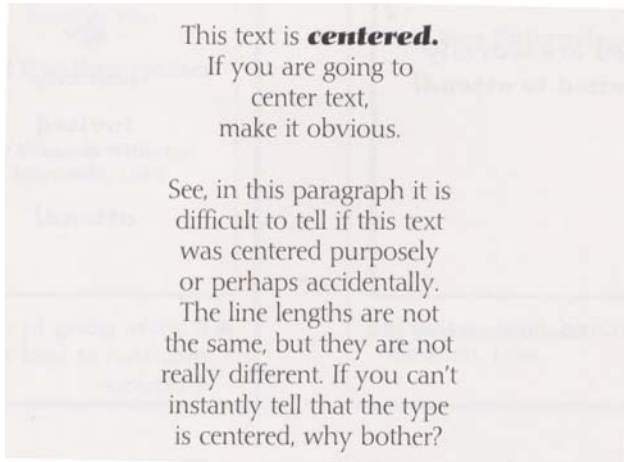 This text is centered.
If you are going to
center text,
make it obvious.
See, in this paragraph it is
difficult to tell if this text
was centered purposely
or perhaps accidentally.
The line lengths are not
the same, but they are not
really different. If you can't
instantly tell that the type
is centered, why bother?